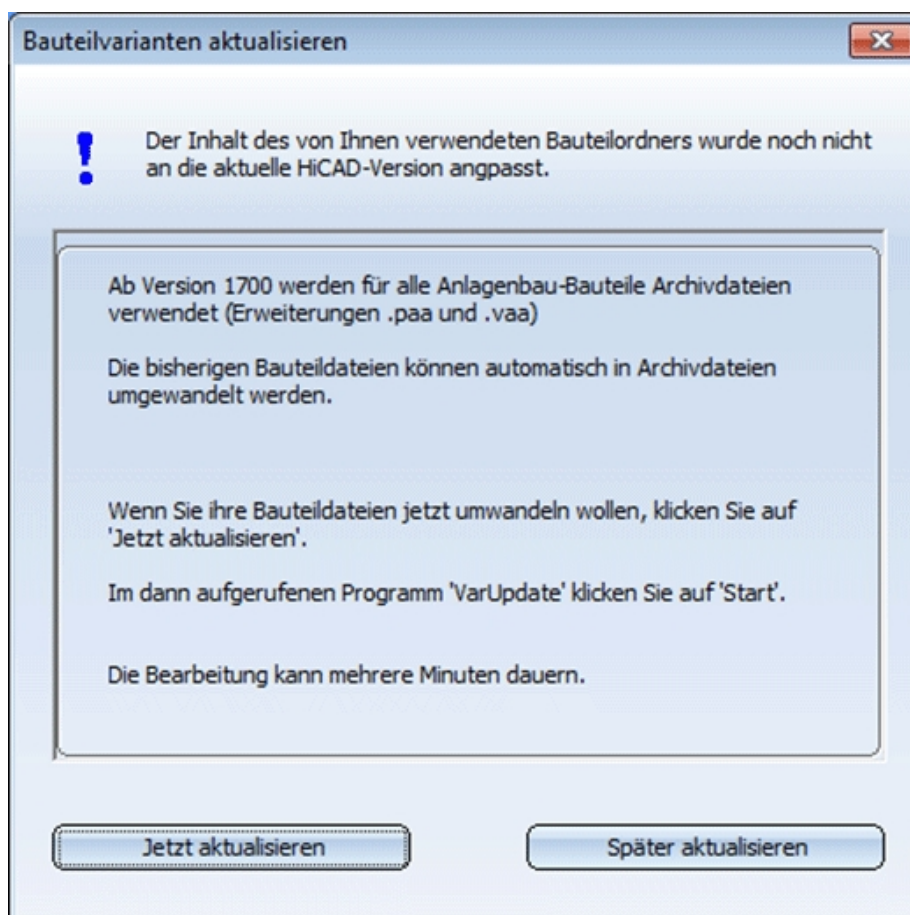 Bauteilvarianten aktualisieren
Der Inhalt des von Ihnen verwendeten Bauteilordners wurde noch nicht
an die aktuelle HiCAD-Version angpasst.
Ab Version 1700 werden für alle Anlagenbau-Bauteile Archivdateien
verwendet (Erweiterungen .paa und .vaa)
Die bisherigen Bauteildateien können automatisch in Archivdateien
umgewandelt werden.
Wenn Sie ihre Bauteildateien jetzt umwandeln wollen, klicken Sie auf
'Jetzt aktualisieren'.
Im dann aufgerufenen Programm 'VarUpdate' klicken Sie auf 'Start'.
Die Bearbeitung kann mehrere Minuten dauern.
Jetzt aktualisieren
Später aktualisieren